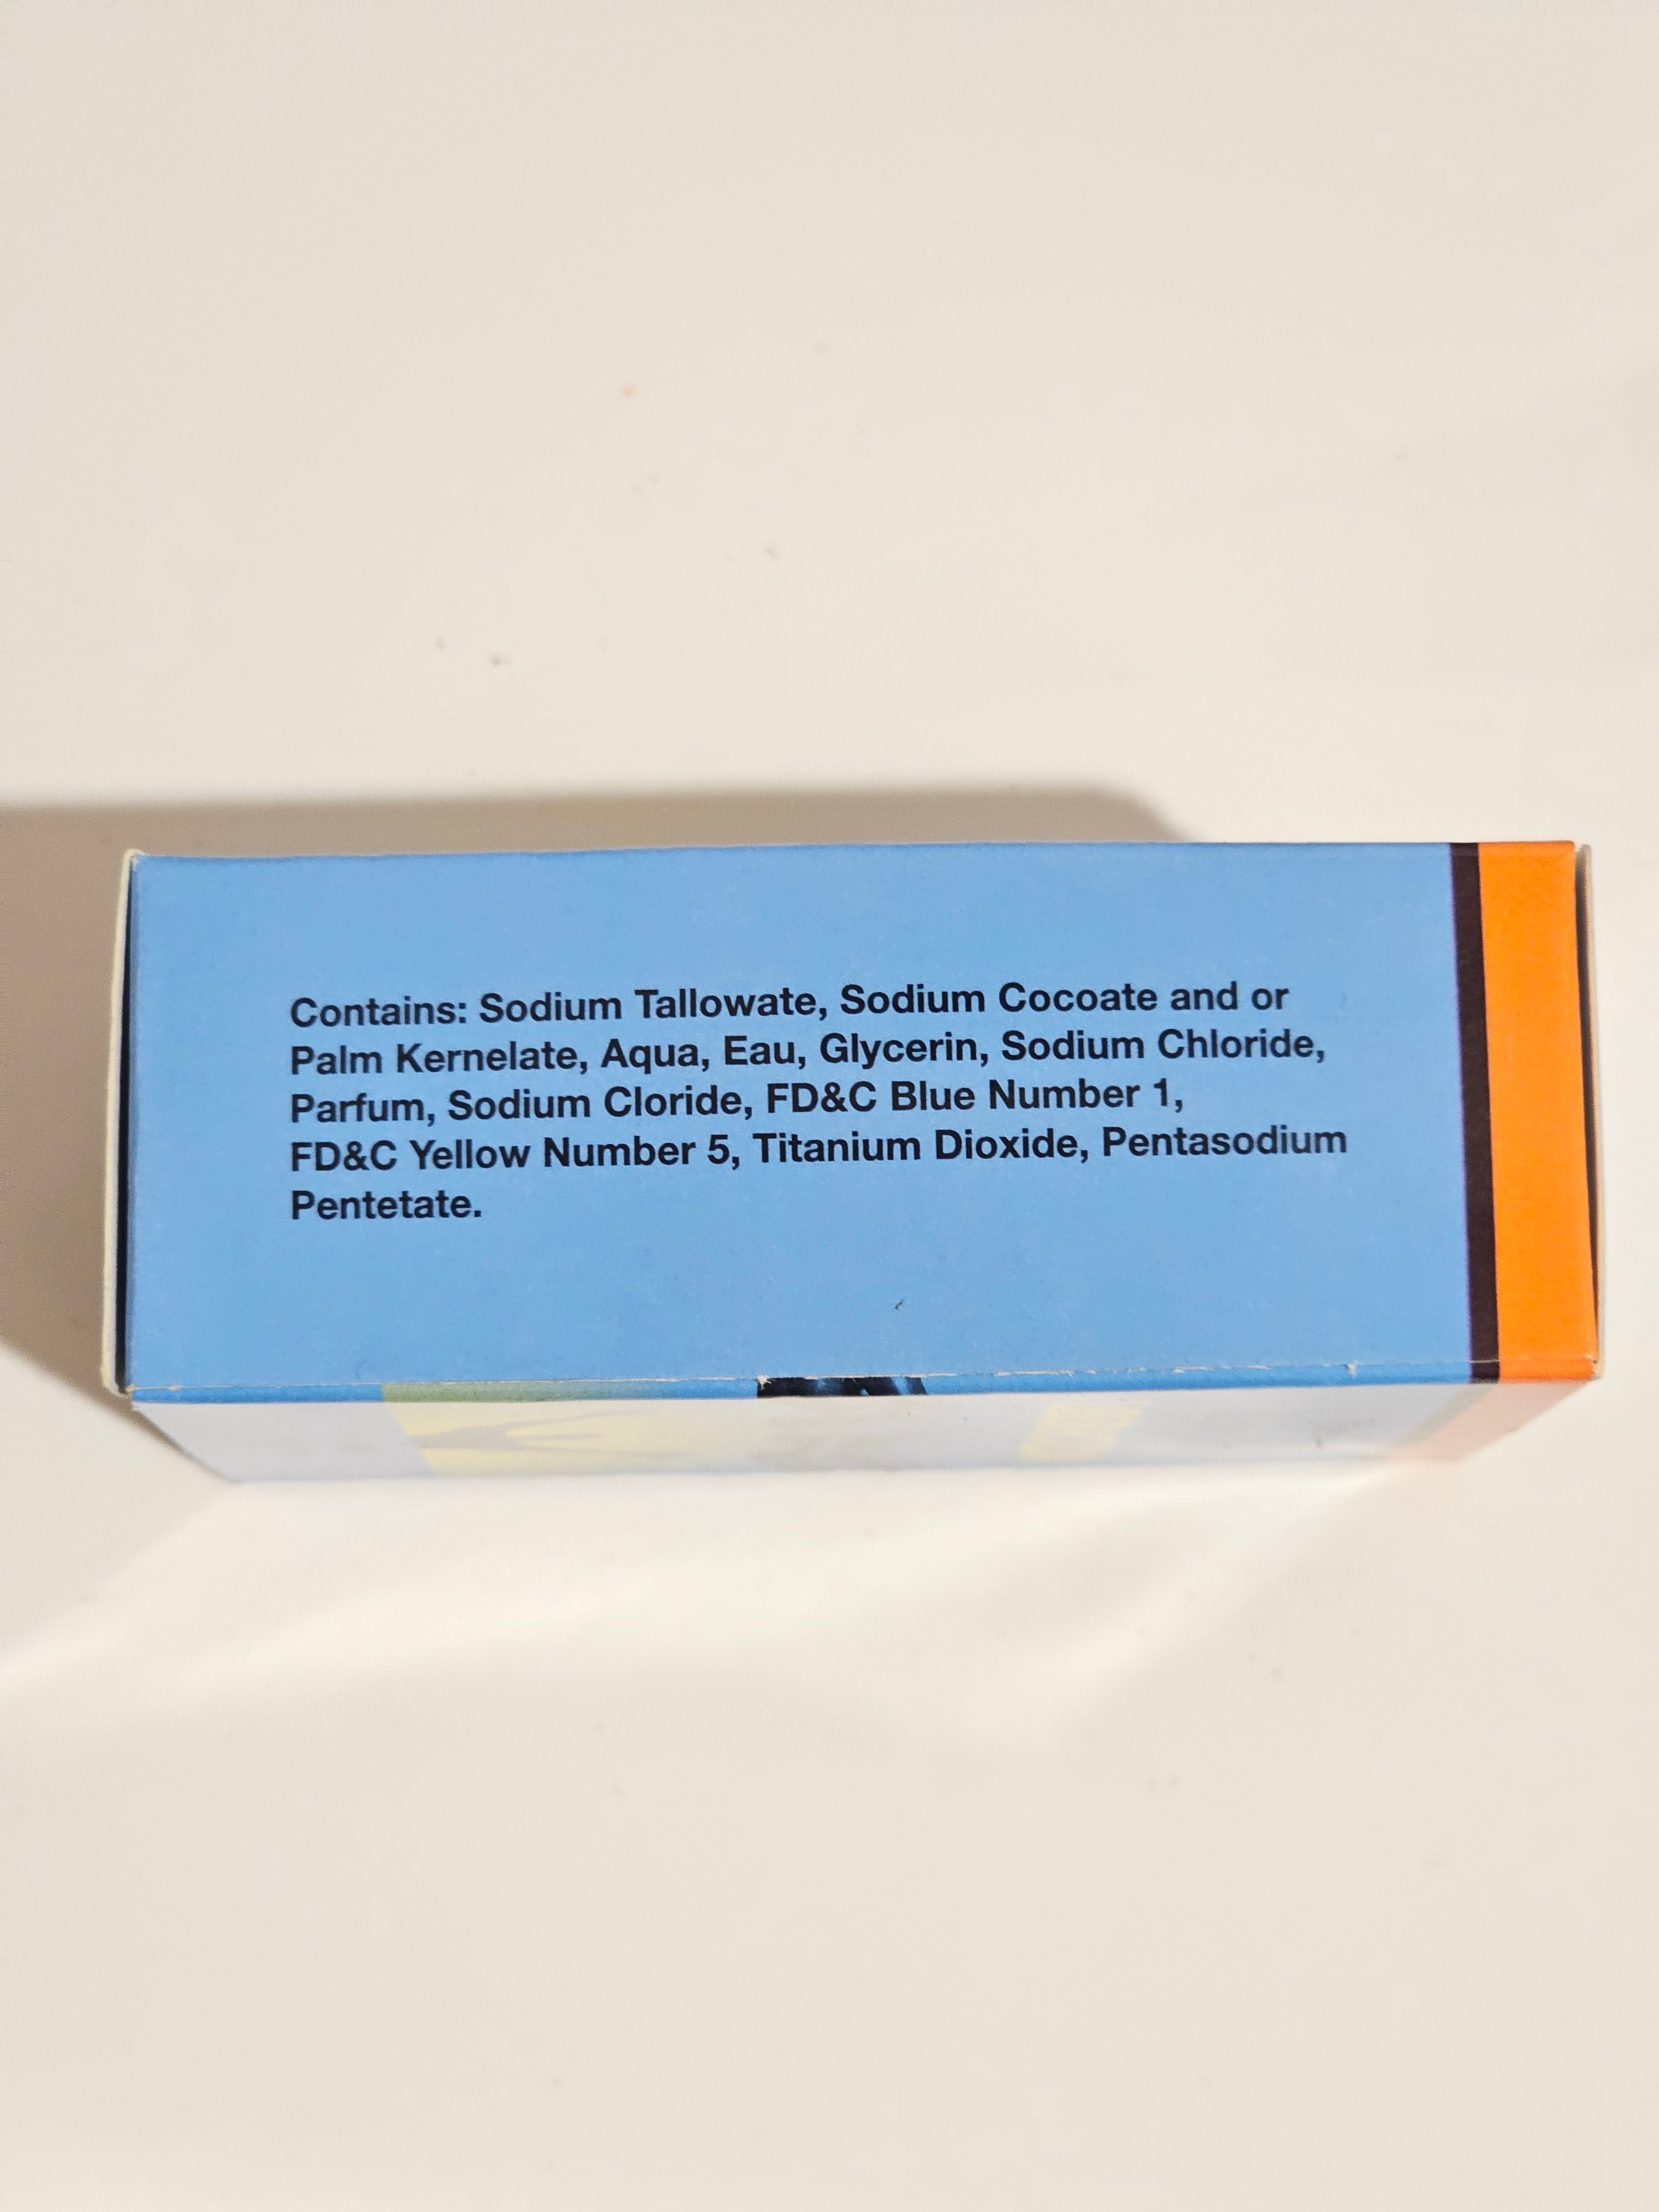 Contains: Sodium Tallowate, Sodium Cocoate and or
Palm Kernelate, Aqua, Eau, Glycerin, Sodium Chloride,
Parfum, Sodium Cloride, FD&C Blue Number 1,
FD&C Yellow Number 5, Titanium Dioxide, Pentasodium
Pentetate.